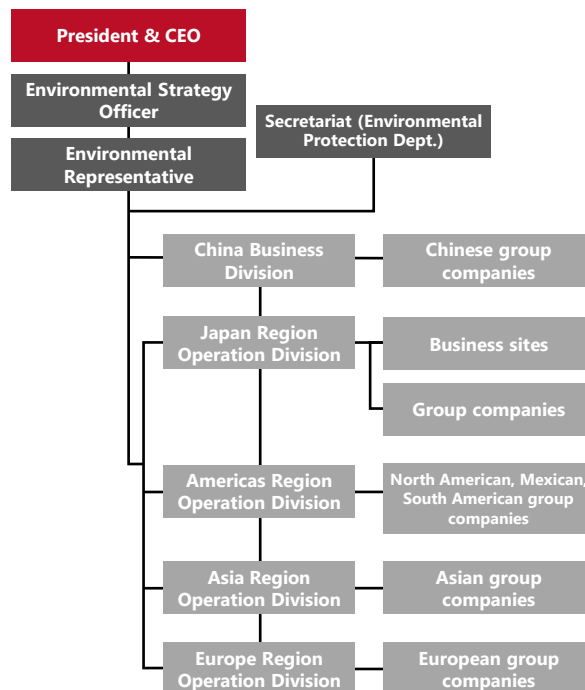 President & CEO
Environmental Strategy
Officer
Environmental
Representative
Secretariat (Environmental
Protection Dept.)
China Business
Division
Chinese group
companies
Japan Region
Operation Division
Business sites
Group companies
Americas Region
Operation Division
North American, Mexican,
South American group
companies
Asia Region
Operation Division
Asian group
companies
Europe Region
Operation Division
European group
companies